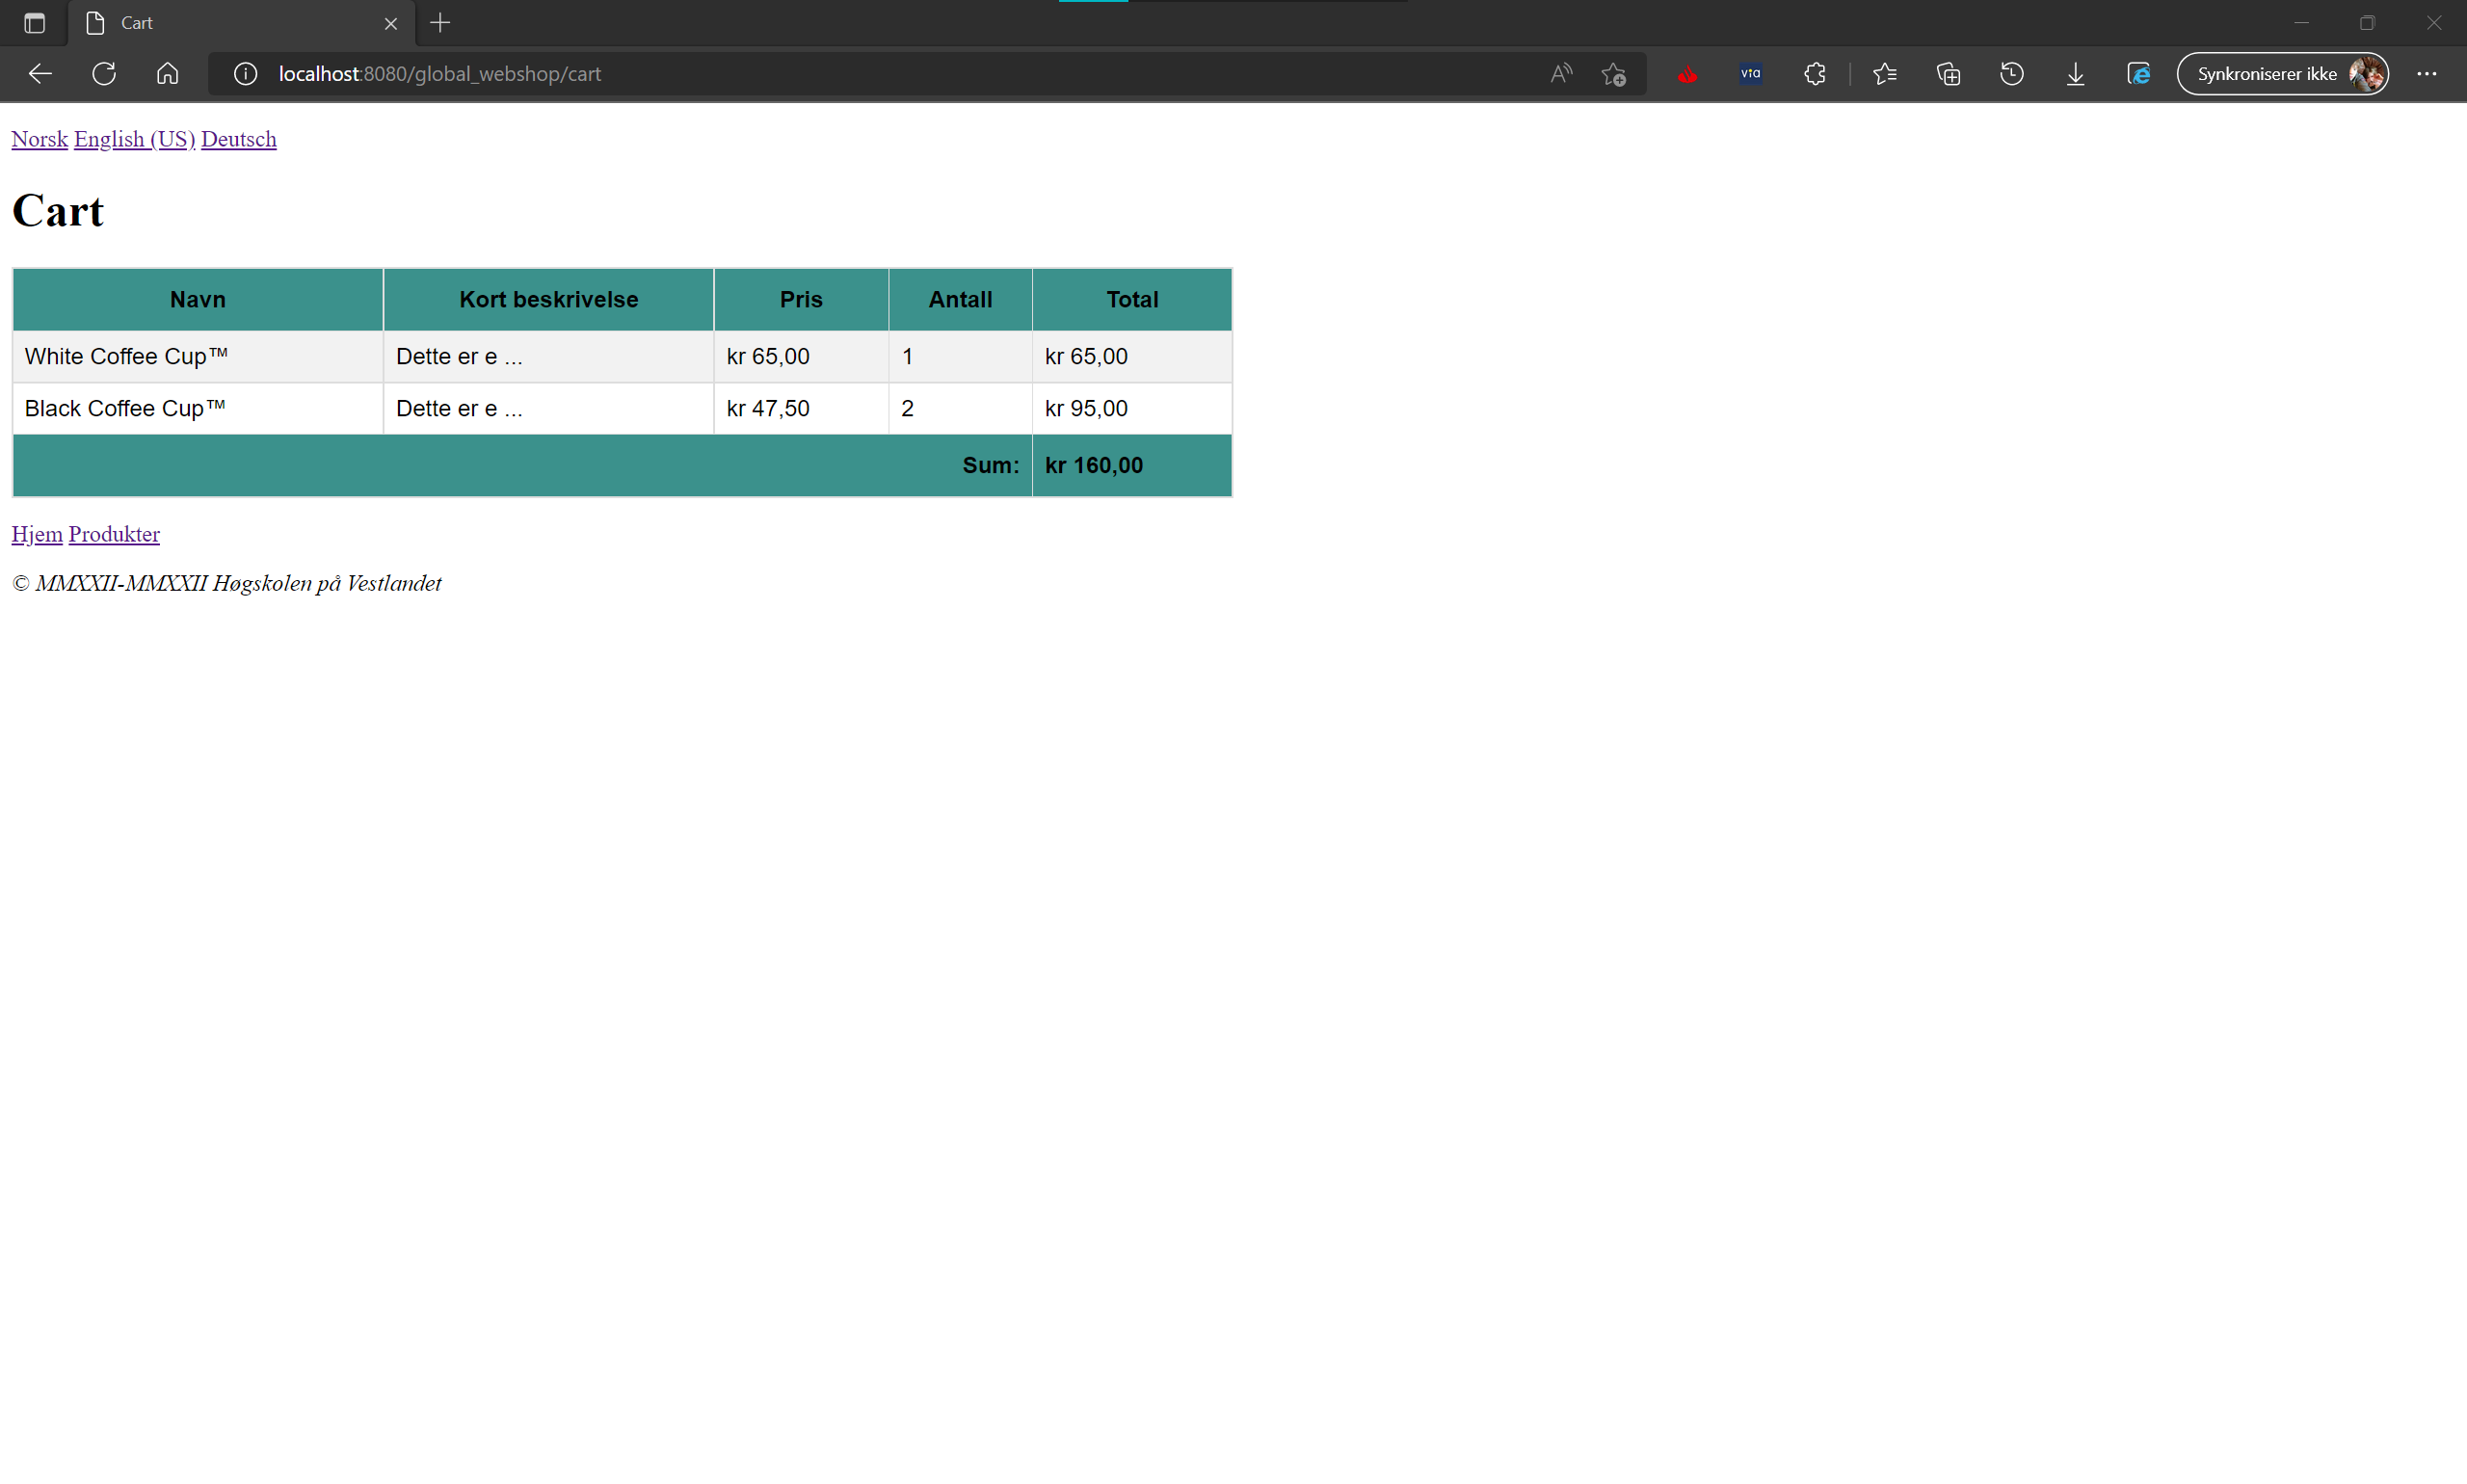 Cart
localhost:8080/global_webshop/cart
vía
Synkroniserer ikke
Norsk English (US) Deutsch
Cart
Navn Kort beskrivelse Pris Antall Total
White Coffee Cup™ Dette er e ... kr 65,00 1 kr 65,00
Black Coffee Cup™ Dette er e ... kr 47,50 2 kr 95,00
Sum: kr 160,00
Hjem Produkter
© MMXXII-MMXXII Høgskolen på Vestlandet